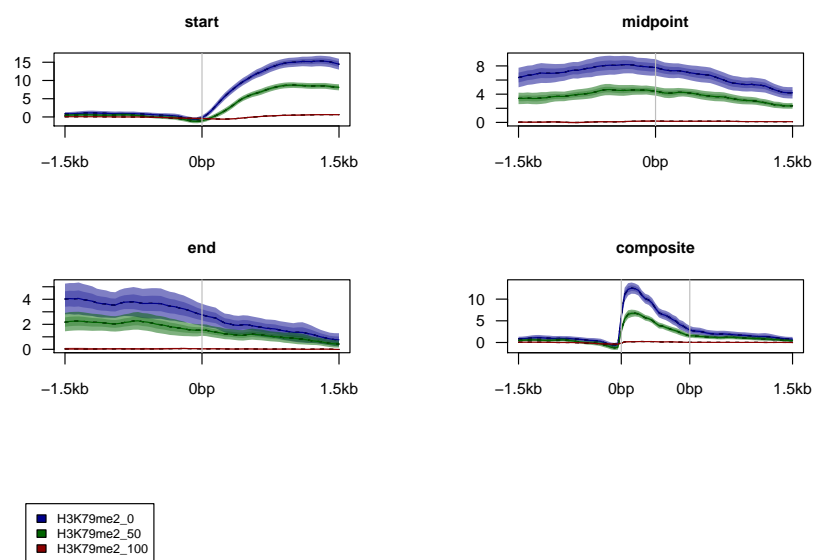 start
15
10
5
0
−1.5kb 0bp 1.5kb
midpoint
8
4
0
−1.5kb 0bp 1.5kb
end
4
2
0
−1.5kb 0bp 1.5kb
composite
10
5
0
−1.5kb 0bp 0bp 1.5kb
H3K79me2_0
H3K79me2_50
H3K79me2_100